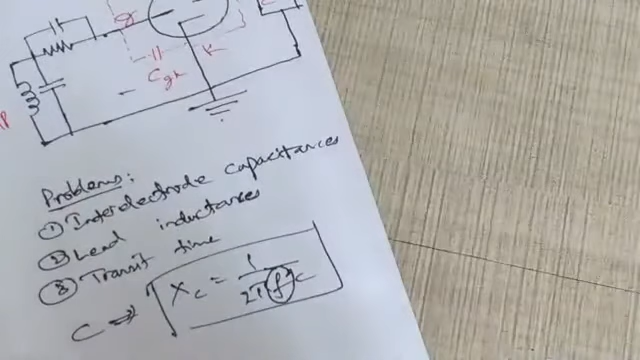 g
Cgk
K
Problems:
① Interelectrode capacitances
② Lead inductances
③ Transit time
C ⇒ Xc = 1/2πfC